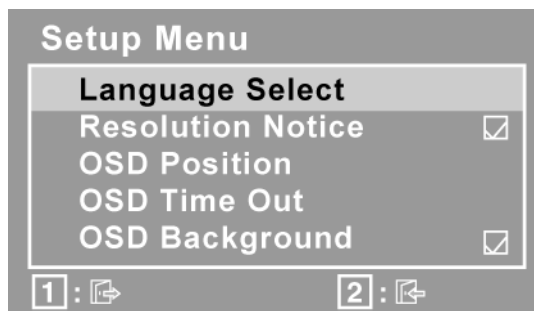 Setup Menu
Language Select
Resolution Notice
OSD Position
OSD Time Out
OSD Background
1 : 2 :